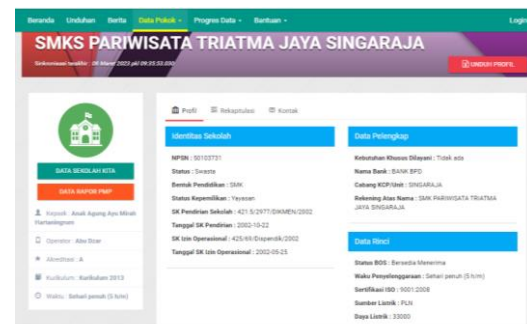 Beranda Unduhan Berita Data Pokok Progres Data Bantuan Login
SMKS PARIWISATA TRIATMA JAYA SINGARAJA
UNDUH PROFIL
Profil Rekapitulasi Kontak
DATA SEKOLAH KITA
DATA RAPOR PMP
Kepsek : Anak Agung Ayu Mirah
Operator :
Akreditasi : A
Kurikulum : Kurikulum 2013
Waktu : Sehari penuh (5 h/m)
Identitas Sekolah
NPSN : 50103731
Status : Swasta
Bentuk Pendidikan : SMK
Status Kepemilikan : Yayasan
SK Pendirian Sekolah : 421.5/2977/DIKMEN/2002
Tanggal SK Pendirian : 2002-10-22
SK Izin Operasional :
Tanggal SK Izin Operasional : 2002-05-25
Data Pelengkap
Kebutuhan Khusus Dilayani : Tidak ada
Nama Bank : BANK BPD
Cabang KCP/Unit : SINGARAJA
Rekening Atas Nama : SMK PARIWISATA TRIATMA
JAYA SINGARAJA
Data Rinci
Status BOS : Bersedia Menerima
Waku Penyelenggaraan : Sehari penuh (5 h/m)
Sertifikasi ISO : 9001:2008
Sumber Listrik : PLN
Daya Listrik : 33000